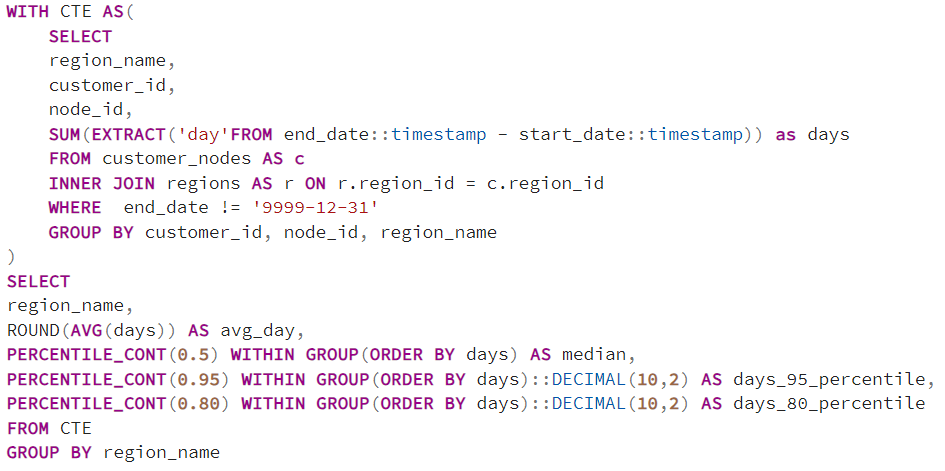 WITH CTE AS(
    SELECT
    region_name,
    customer_id,
    node_id,
    SUM(EXTRACT('day'FROM end_date::timestamp - start_date::timestamp)) as days
    FROM customer_nodes AS c
    INNER JOIN regions AS r ON r.region_id = c.region_id
    WHERE  end_date != '9999-12-31'
    GROUP BY customer_id, node_id, region_name
)
SELECT
region_name,
ROUND(AVG(days)) AS avg_day,
PERCENTILE_CONT(0.5) WITHIN GROUP(ORDER BY days) AS median,
PERCENTILE_CONT(0.95) WITHIN GROUP(ORDER BY days)::DECIMAL(10,2) AS days_95_percentile,
PERCENTILE_CONT(0.80) WITHIN GROUP(ORDER BY days)::DECIMAL(10,2) AS days_80_percentile
FROM CTE
GROUP BY region_name